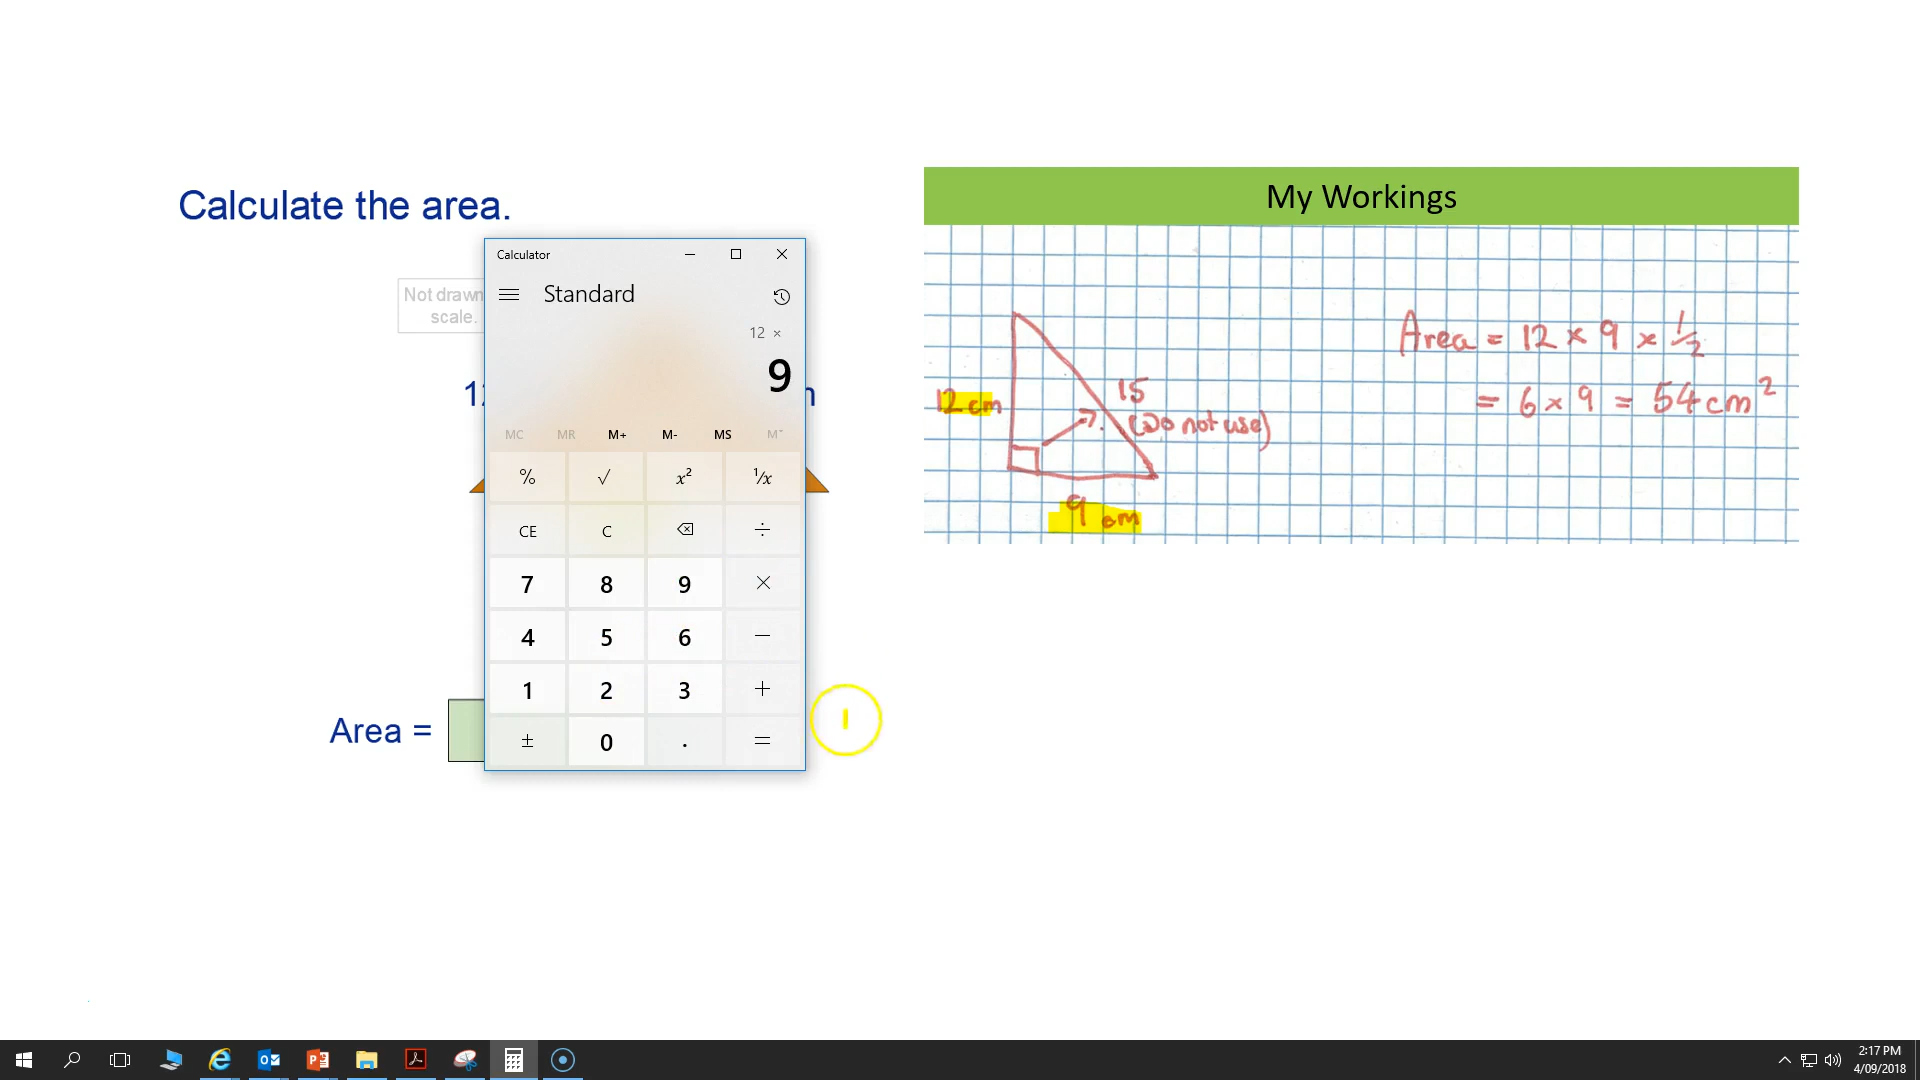 Calculate the area.
Not drawn
scale.
Area =
Calculator
Standard
12 ×
9
MC MR M+ M- MS
% √ x² ¹/x
CE C ÷
7 8 9 ×
4 5 6 −
1 2 3 +
± 0 . =
My Workings
12 cm
15
(Do not use)
9 cm
Area = 12 × 9 × 1/2
= 6 × 9 = 54 cm²
2:17 PM
4/09/2018